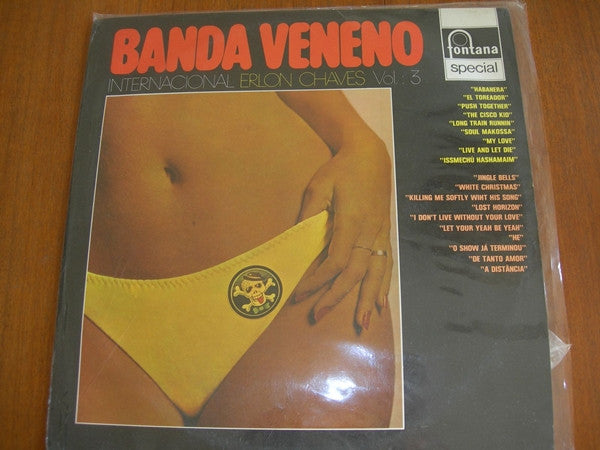 BANDA VENENO
INTERNACIONAL ERLON CHAVES Vol.: 3
fontana
special
"HABANERA"
"EL TOREADOR"
"PUSH TOGETHER"
"THE CISCO KID"
"LONG TRAIN RUNNIN"
"SOUL MAKOSSA"
"MY LOVE"
"LIVE AND LET DIE"
"ISSMECHÚ HASHAMAIM"
"JINGLE BELLS"
"WHITE CHRISTMAS"
"KILLING ME SOFTLY WIHT HIS SONG"
"LOST HORIZON"
"I DON'T LIVE WITHOUT YOUR LOVE"
"LET YOUR YEAH BE YEAH"
"HE"
"O SHOW JÁ TERMINOU"
"DE TANTO AMOR"
"A DISTÂNCIA"